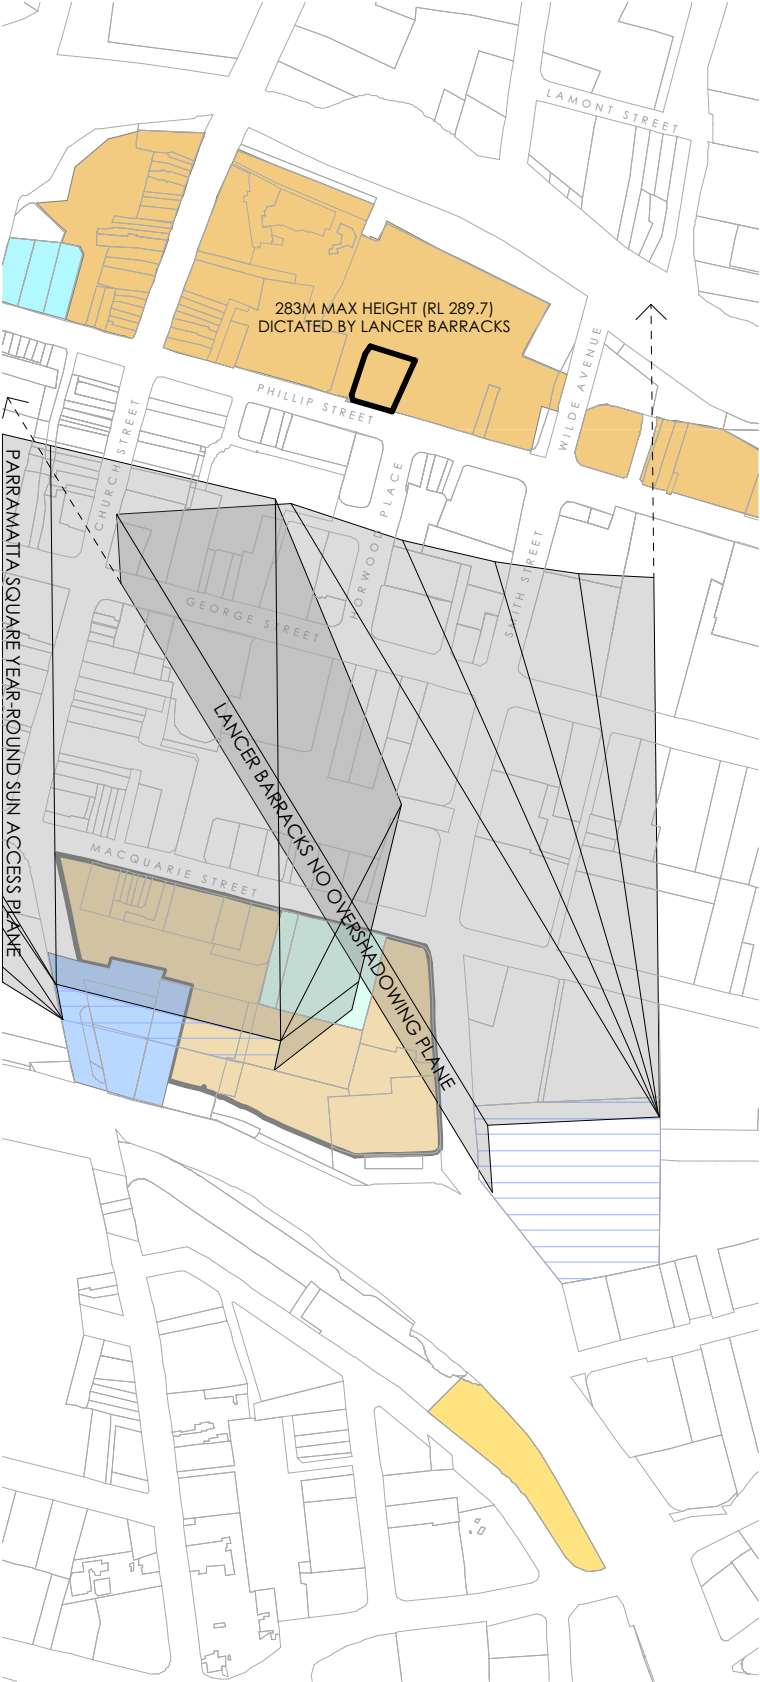 LAMONT STREET
283M MAX HEIGHT (RL 289.7)
DICTATED BY LANCER BARRACKS
WILDE AVENUE
PHILLIP STREET
CHURCH STREET
HORWOOD PLACE
SMITH STREET
GEORGE STREET
PARRAMATTA SQUARE YEAR-ROUND SUN ACCESS PLANE
LANCER BARRACKS NO OVERSHADOWING PLANE
MACQUARIE STREET